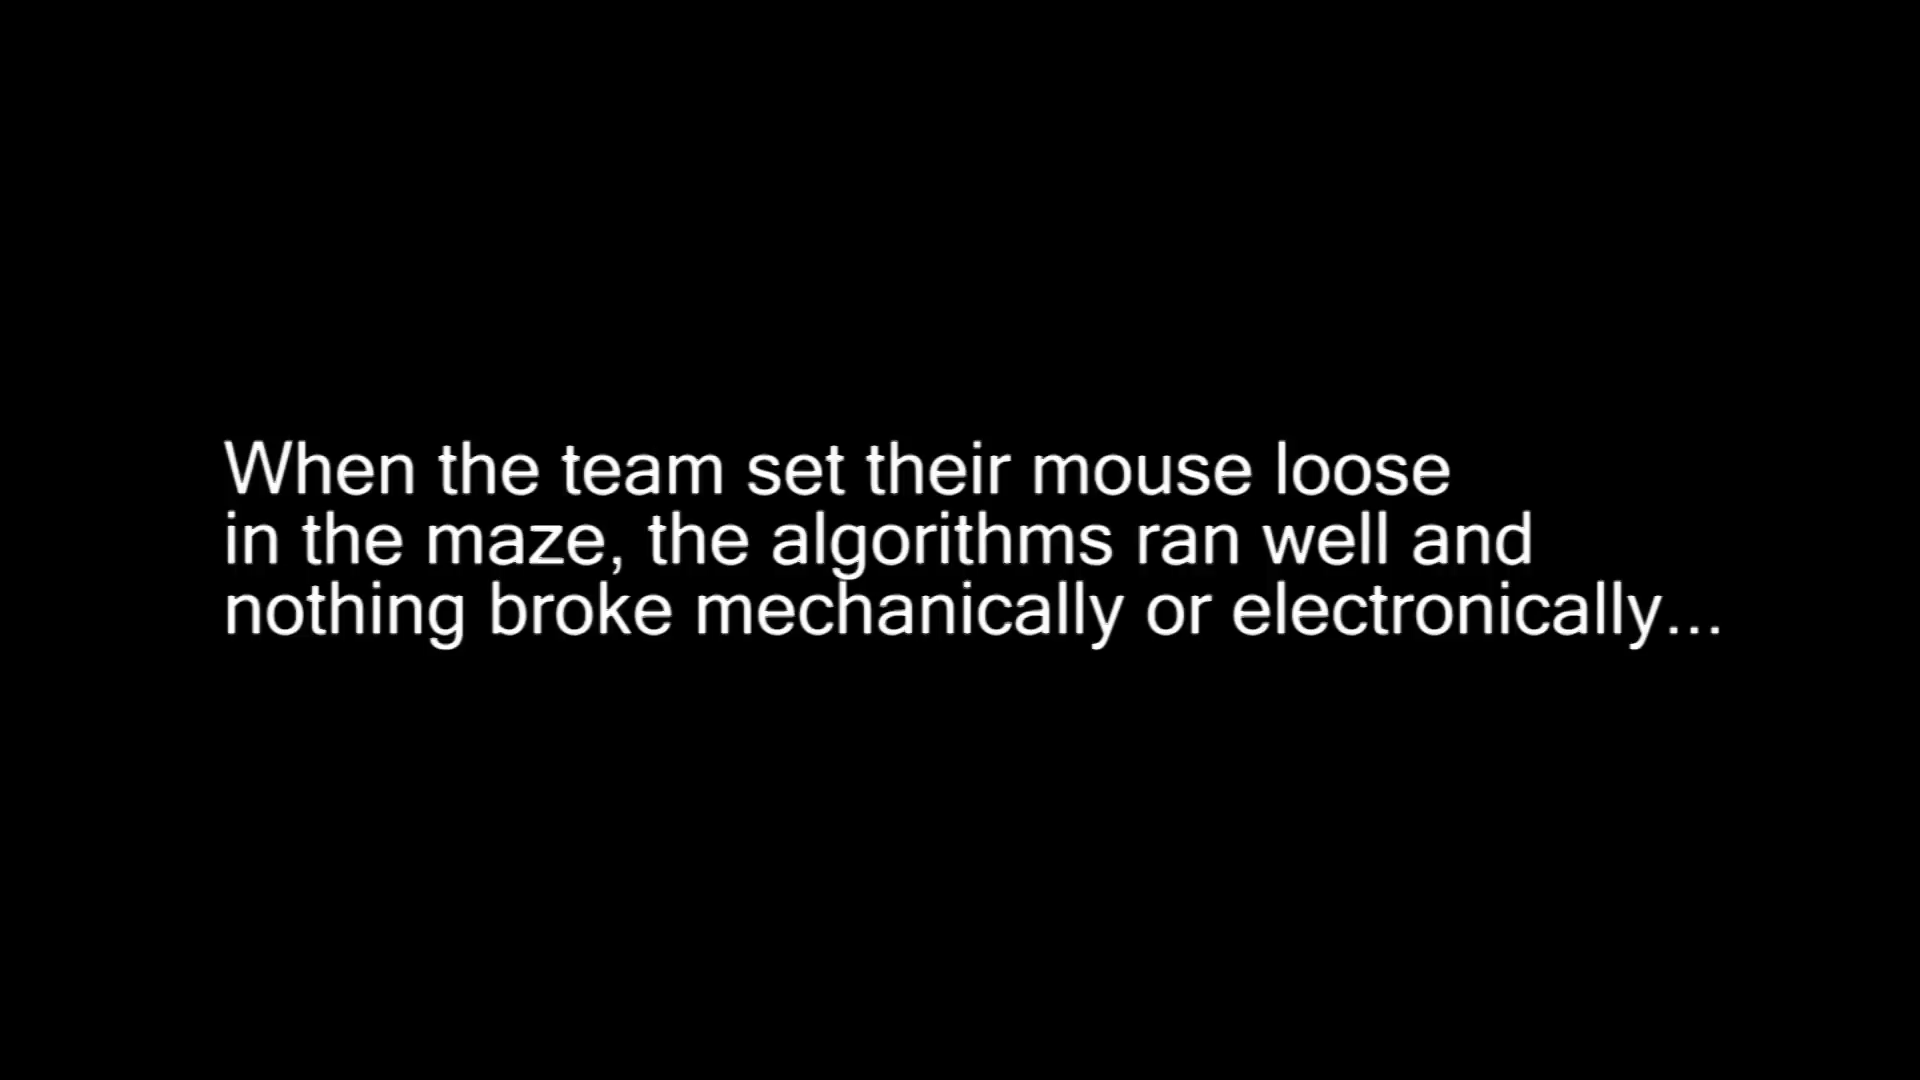 When the team set their mouse loose
in the maze, the algorithms ran well and
nothing broke mechanically or electronically...